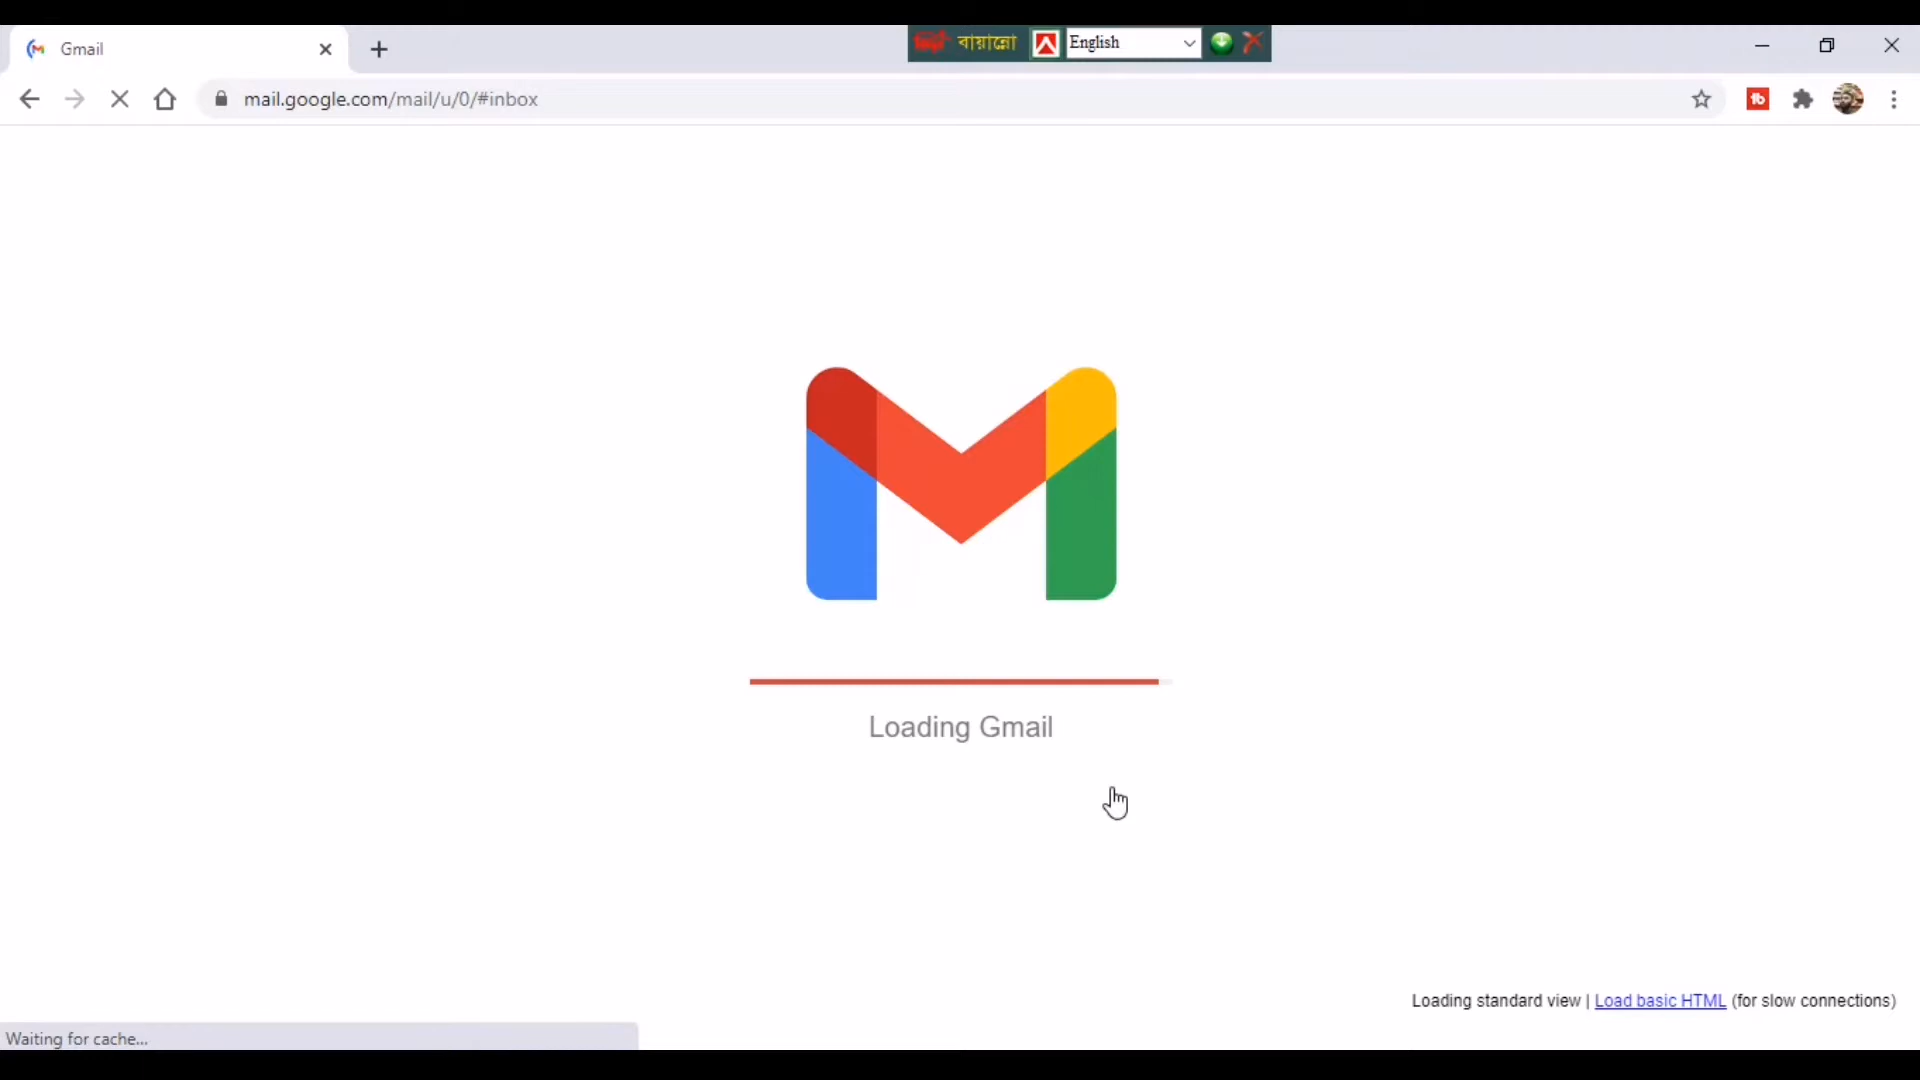 Gmail
বায়ান্নো
English
mail.google.com/mail/u/0/#inbox
Loading Gmail
Loading standard view | Load basic HTML (for slow connections)
Waiting for cache...